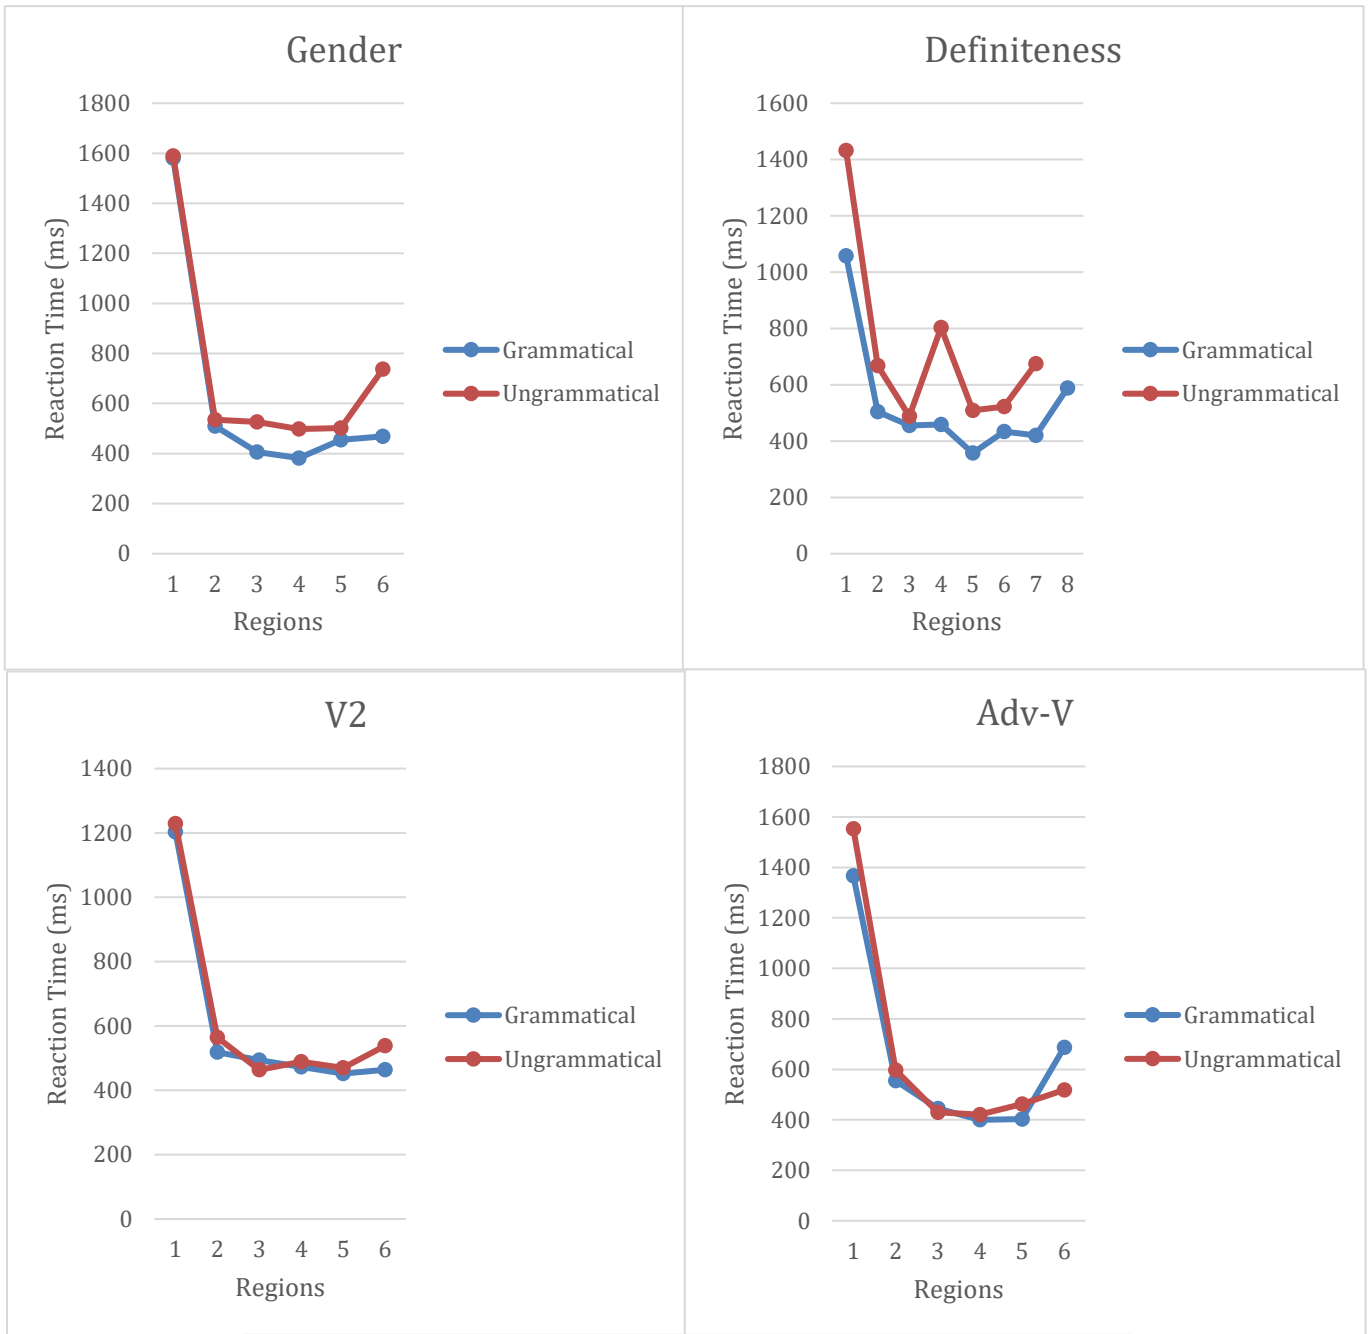 Gender
1800
1600
1400
1200
1000
800
600
400
200
0
Reaction Time (ms)
1 2 3 4 5 6
Regions
Grammatical
Ungrammatical
Definiteness
1600
1400
1200
1000
800
600
400
200
0
Reaction Time (ms)
1 2 3 4 5 6 7 8
Regions
Grammatical
Ungrammatical
V2
1400
1200
1000
800
600
400
200
0
Reaction Time (ms)
1 2 3 4 5 6
Regions
Grammatical
Ungrammatical
Adv-V
1800
1600
1400
1200
1000
800
600
400
200
0
Reaction Time (ms)
1 2 3 4 5 6
Regions
Grammatical
Ungrammatical